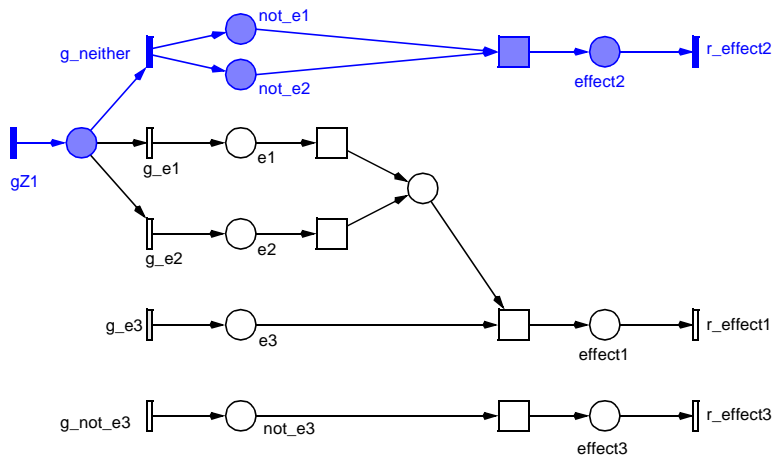 not_e1
g_neither
r_effect2
not_e2
effect2
g_e1
e1
gZ1
g_e2
e2
g_e3
e3
r_effect1
effect1
g_not_e3
not_e3
r_effect3
effect3